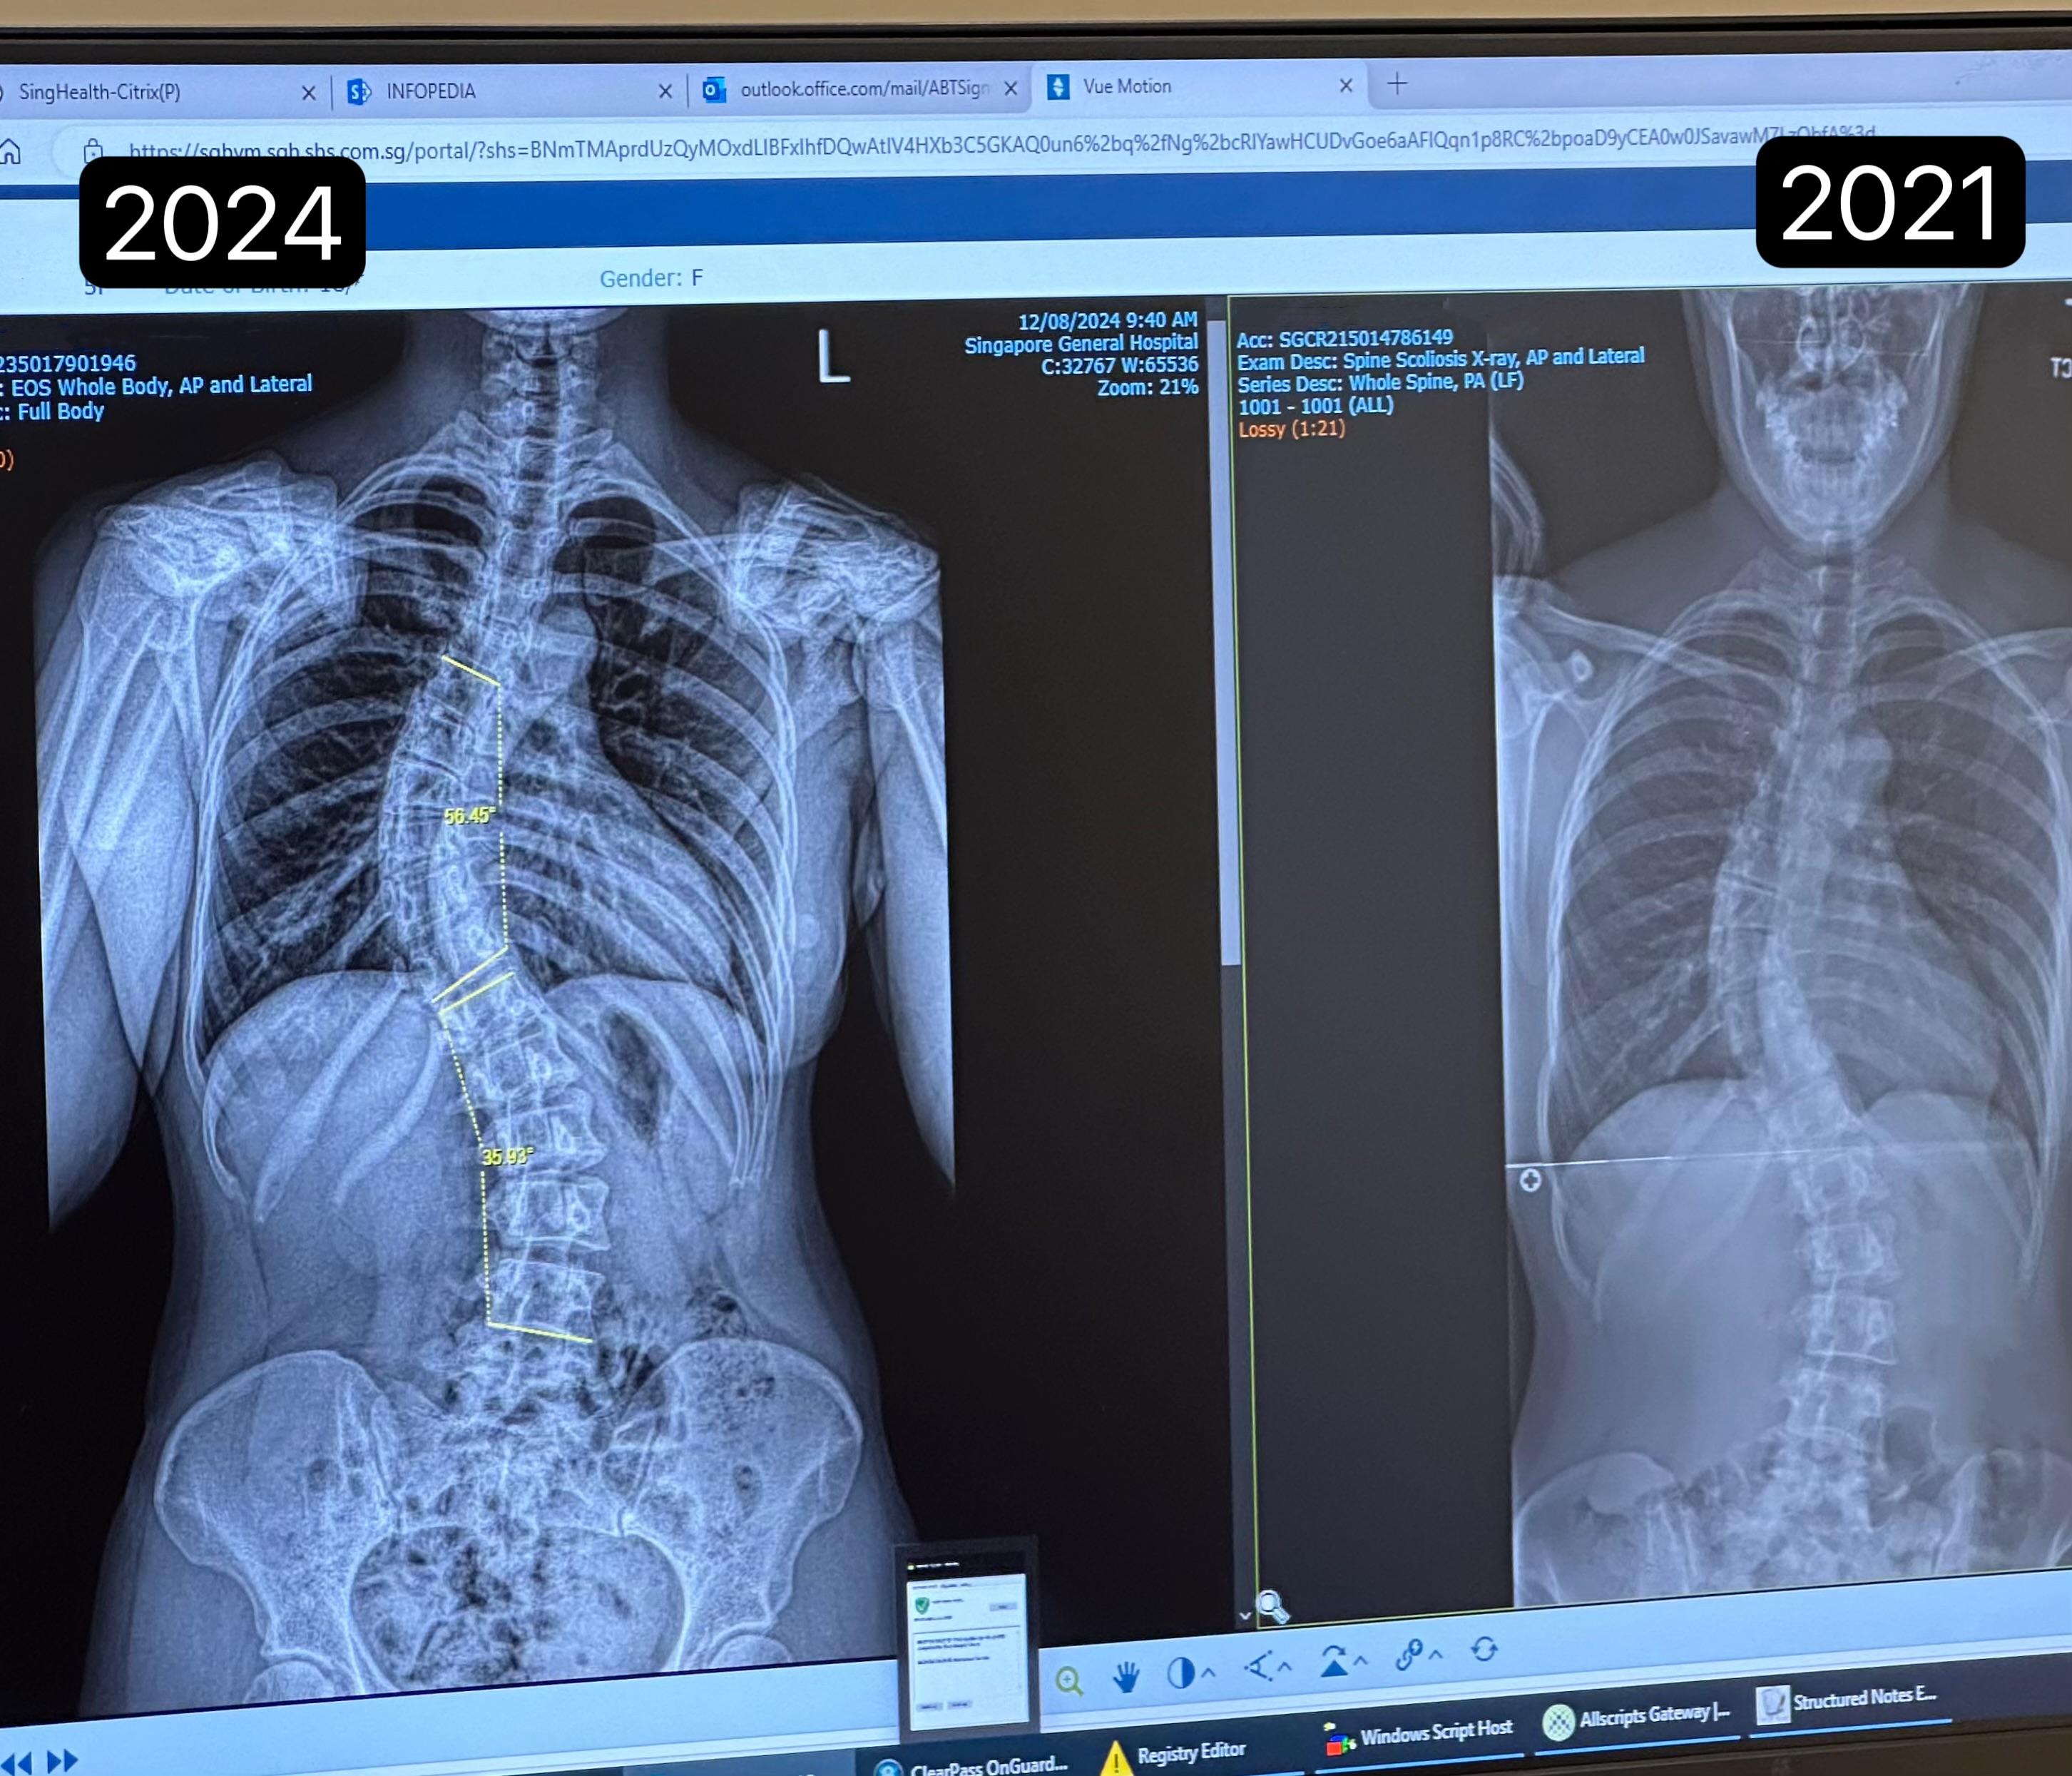 SingHealth-Citrix(P)
INFOPEDIA
outlook.office.com/mail/ABTSign
Vue Motion
2024
2021
Gender: F
235017901946
: EOS Whole Body, AP and Lateral
:: Full Body
0)
L
12/08/2024 9:40 AM
Singapore General Hospital
C:32767 W:65536
Zoom: 21%
Acc: SGCR215014786149
Exam Desc: Spine Scoliosis X-ray, AP and Lateral
Series Desc: Whole Spine, PA (LF)
1001 - 1001 (ALL)
Lossy (1:21)
56.45°
35.93°
ClearPass OnGuard...
Registry Editor
Windows Script Host
Allscripts Gateway |-...
Structured Notes E...